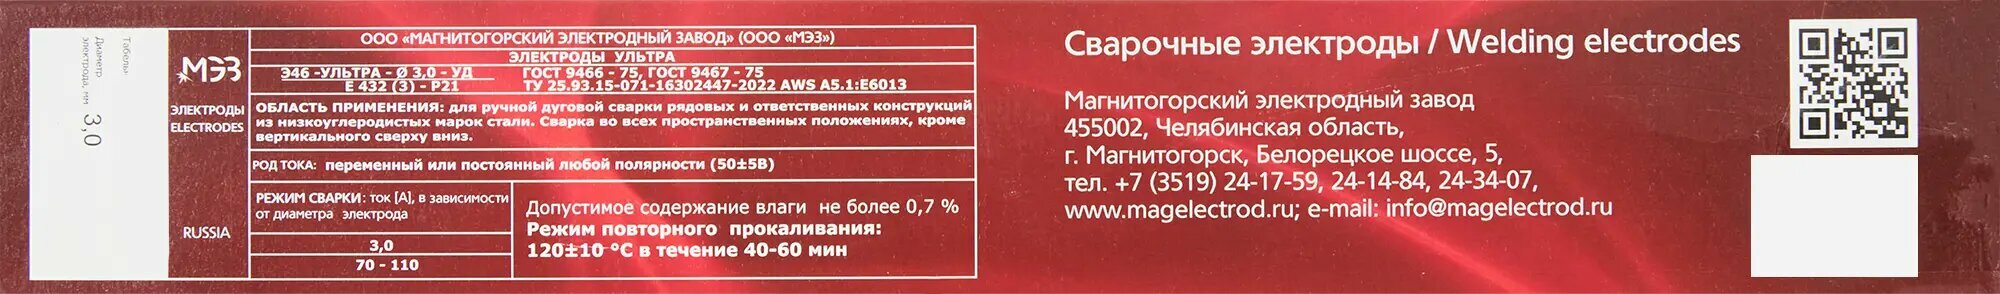 Табель:
Диаметр
электрода, мм 3,0
МЭЗ
ЭЛЕКТРОДЫ
ELECTRODES
RUSSIA
ООО «МАГНИТОГОРСКИЙ ЭЛЕКТРОДНЫЙ ЗАВОД» (ООО «МЭЗ»)
ЭЛЕКТРОДЫ УЛЬТРА
Э46 -УЛЬТРА - Ø 3,0 - УД
Е 432 (3) - Р21
ГОСТ 9466 - 75, ГОСТ 9467 - 75
ТУ 25.93.15-071-16302447-2022 AWS A5.1:E6013
ОБЛАСТЬ ПРИМЕНЕНИЯ: для ручной дуговой сварки рядовых и ответственных конструкций
из низкоуглеродистых марок стали. Сварка во всех пространственных положениях, кроме
вертикального сверху вниз.
РОД ТОКА: переменный или постоянный любой полярности (50±5В)
РЕЖИМ СВАРКИ: ток [А], в зависимости
от диаметра электрода
3,0
70 - 110
Допустимое содержание влаги не более 0,7 %
Режим повторного прокаливания:
120±10 °С в течение 40-60 мин
Сварочные электроды / Welding electrodes
Магнитогорский электродный завод
455002, Челябинская область,
г. Магнитогорск, Белорецкое шоссе, 5,
тел. +7 (3519) 24-17-59, 24-14-84, 24-34-07,
www.magelectrod.ru; e-mail: info@magelectrod.ru